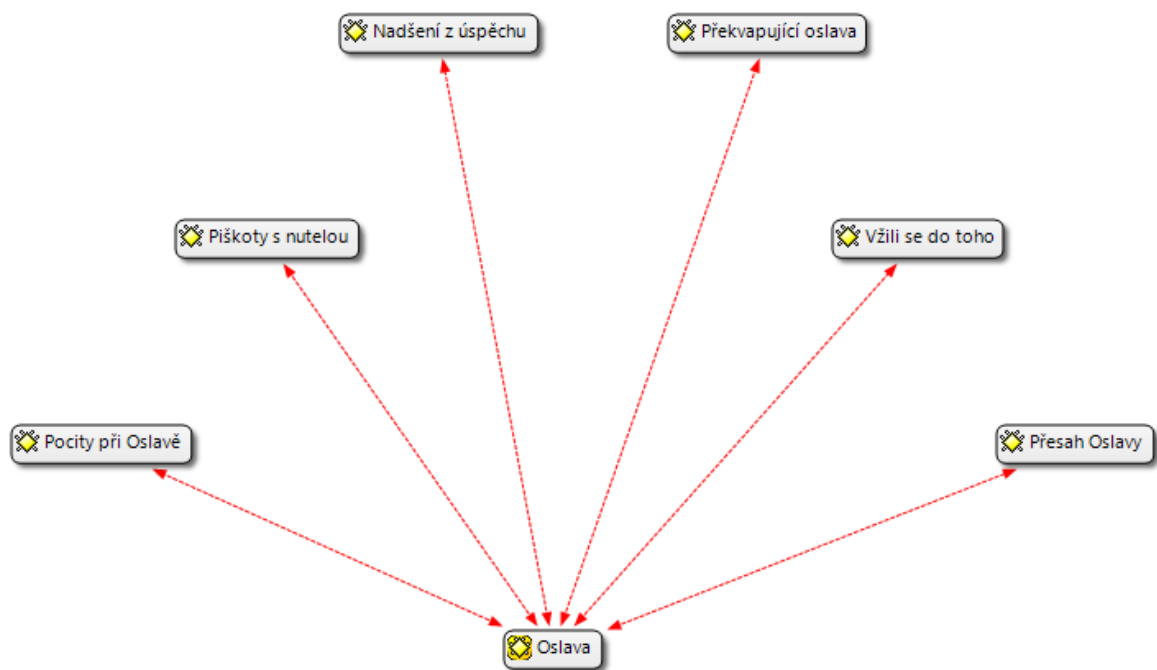 Nadšení z úspěchu
Překvapující oslava
Piškoty s nutelou
Vžili se do toho
Pocity při Oslavě
Přesah Oslavy
Oslava